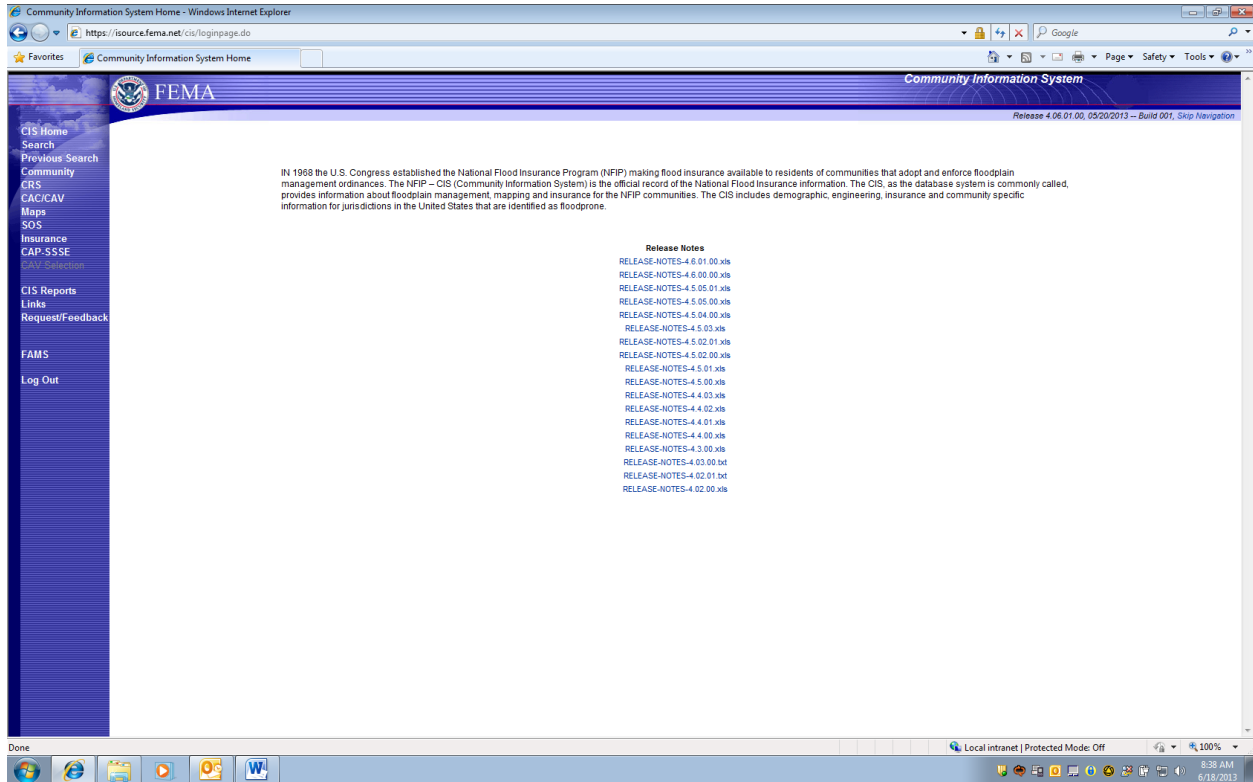 Community Information System Home - Windows Internet Explorer
https://isource.fema.net/cis/loginpage.do
Google
Favorites
Community Information System Home
Page
Safety
Tools
FEMA
Community Information System
Release 4.06.01.00, 05/20/2013 -- Build 001, Skip Navigation
CIS Home
Search
Previous Search
Community
CRS
CAC/CAV
Maps
SOS
Insurance
CAP-SSSE
CAV Selection
CIS Reports
Links
Request/Feedback
FAMS
Log Out
IN 1968 the U.S. Congress established the National Flood Insurance Program (NFIP) making flood insurance available to residents of communities that adopt and enforce floodplain
management ordinances. The NFIP – CIS (Community Information System) is the official record of the National Flood Insurance information. The CIS, as the database system is commonly called,
provides information about floodplain management, mapping and insurance for the NFIP communities. The CIS includes demographic, engineering, insurance and community specific
information for jurisdictions in the United States that are identified as floodprone.
Release Notes
RELEASE-NOTES-4.6.01.00.xls
RELEASE-NOTES-4.6.00.00.xls
RELEASE-NOTES-4.5.05.01.xls
RELEASE-NOTES-4.5.05.00.xls
RELEASE-NOTES-4.5.04.00.xls
RELEASE-NOTES-4.5.03.xls
RELEASE-NOTES-4.5.02.01.xls
RELEASE-NOTES-4.5.02.00.xls
RELEASE-NOTES-4.5.01.xls
RELEASE-NOTES-4.5.00.xls
RELEASE-NOTES-4.4.03.xls
RELEASE-NOTES-4.4.02.xls
RELEASE-NOTES-4.4.01.xls
RELEASE-NOTES-4.4.00.xls
RELEASE-NOTES-4.3.00.xls
RELEASE-NOTES-4.03.00.txt
RELEASE-NOTES-4.02.01.txt
RELEASE-NOTES-4.02.00.xls
Done
Local intranet | Protected Mode: Off
100%
8:38 AM
6/18/2013